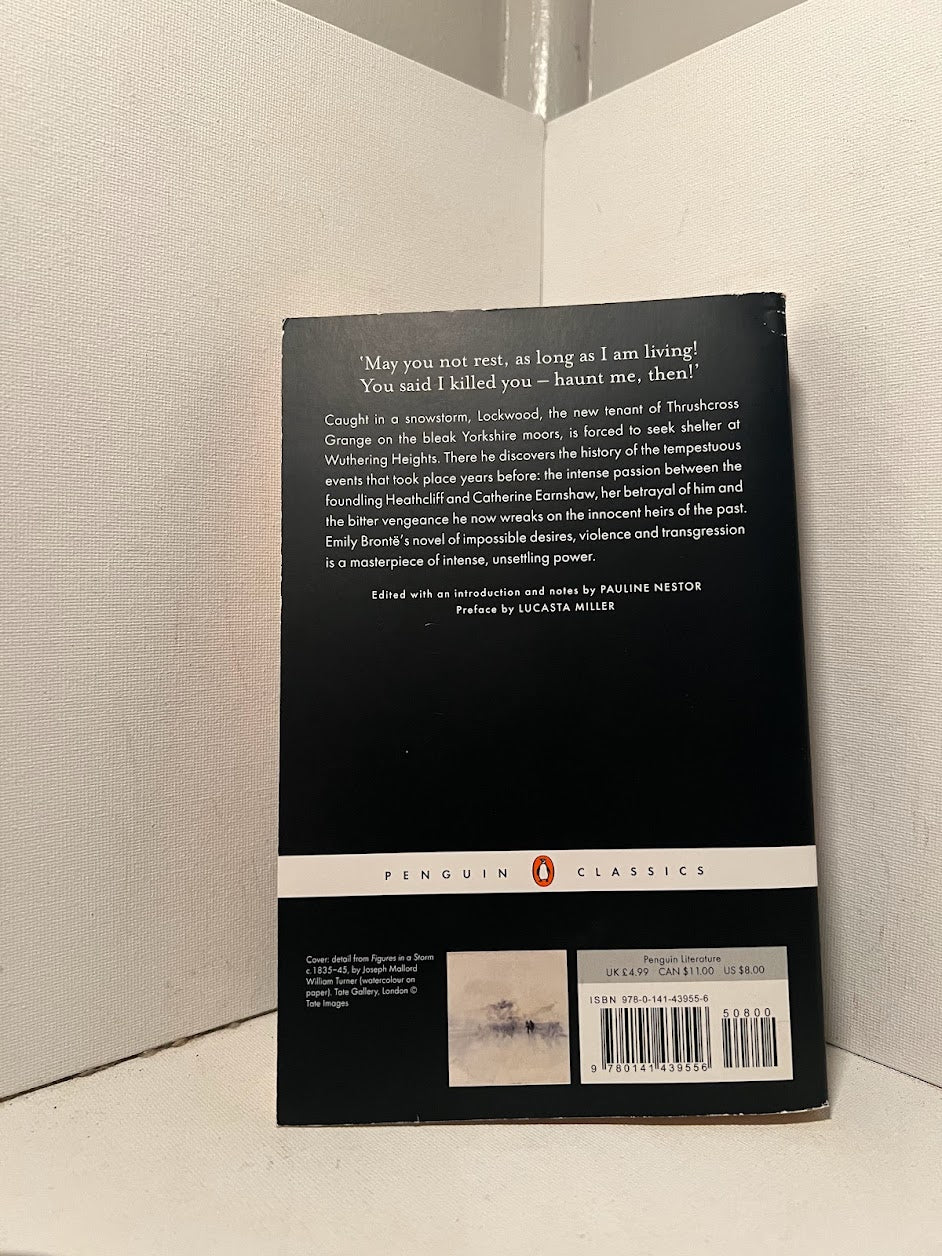 ‘May you not rest, as long as I am living!
You said I killed you – haunt me, then!’
Caught in a snowstorm, Lockwood, the new tenant of Thrushcross
Grange on the bleak Yorkshire moors, is forced to seek shelter at
Wuthering Heights. There he discovers the history of the tempestuous
events that took place years before: the intense passion between the
foundling Heathcliff and Catherine Earnshaw, her betrayal of him and
the bitter vengeance he now wreaks on the innocent heirs of the past.
Emily Brontë’s novel of impossible desires, violence and transgression
is a masterpiece of intense, unsettling power.
Edited with an introduction and notes by PAULINE NESTOR
Preface by LUCASTA MILLER
PENGUIN CLASSICS
Cover: detail from Figures in a Storm
c.1835–45, by Joseph Mallord
William Turner (watercolour on
paper). Tate Gallery, London ©
Tate Images
Penguin Literature
UK £4.99 CAN $11.00 US $8.00
ISBN 978-0-141-43955-6
50800
9 780141 439556